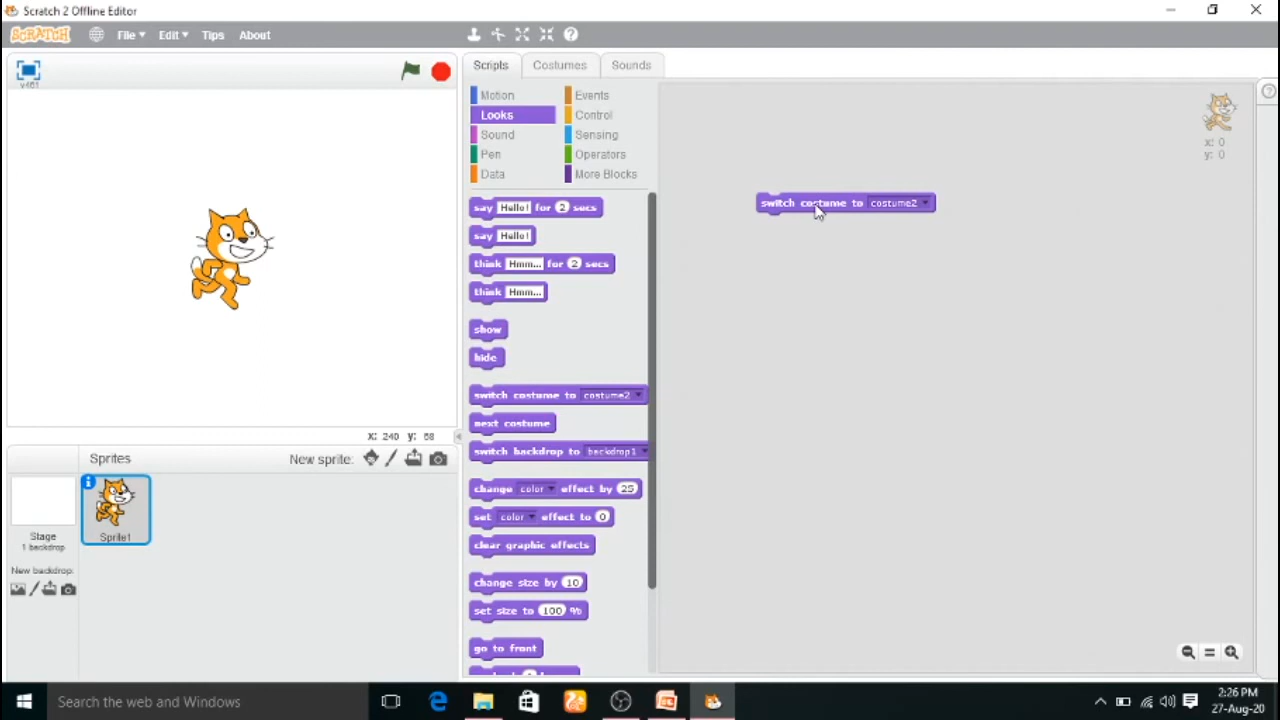 Scratch 2 Offline Editor
SCRATCH File Edit Tips About
v461
Scripts Costumes Sounds
Motion Events
Looks Control
Sound Sensing
Pen Operators
Data More Blocks
say Hello! for 2 secs
say Hello!
think Hmm... for 2 secs
think Hmm...
show
hide
switch costume to costume2
next costume
switch backdrop to backdrop1
change color effect by 25
set color effect to 0
clear graphic effects
change size by 10
set size to 100 %
go to front
switch costume to costume2
x: 0
y: 0
x: 240 y: 68
Sprites New sprite:
Stage
1 backdrop
New backdrop:
Sprite1
Search the web and Windows
2:26 PM
27-Aug-20